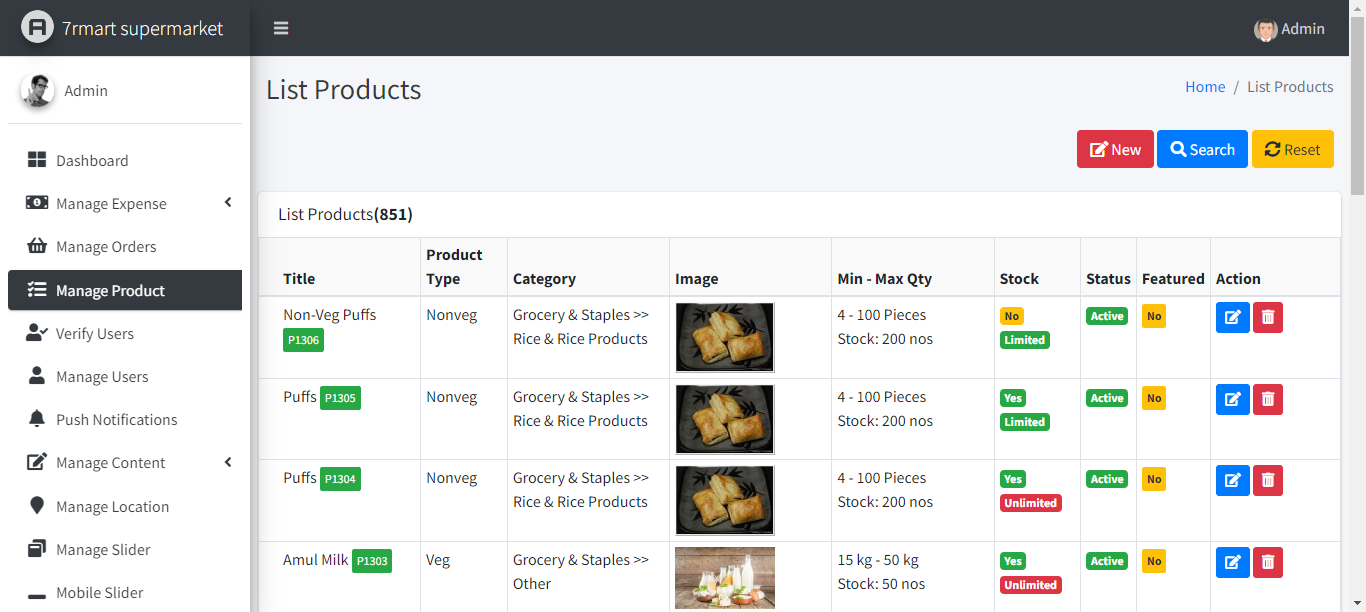 7rmart supermarket
Admin
Admin
List Products
Home / List Products
New Search Reset
Dashboard
Manage Expense
Manage Orders
Manage Product
Verify Users
Manage Users
Push Notifications
Manage Content
Manage Location
Manage Slider
Mobile Slider
List Products(851)
Title Product Type Category Image Min - Max Qty Stock Status Featured Action
Non-Veg Puffs Nonveg Grocery & Staples >> 4 - 100 Pieces No Active No
P1306 Rice & Rice Products Stock: 200 nos Limited
Puffs P1305 Nonveg Grocery & Staples >> 4 - 100 Pieces Yes Active No
Rice & Rice Products Stock: 200 nos Limited
Puffs P1304 Nonveg Grocery & Staples >> 4 - 100 Pieces Yes Active No
Rice & Rice Products Stock: 200 nos Unlimited
Amul Milk P1303 Veg Grocery & Staples >> 15 kg - 50 kg Yes Active No
Other Stock: 50 nos Unlimited